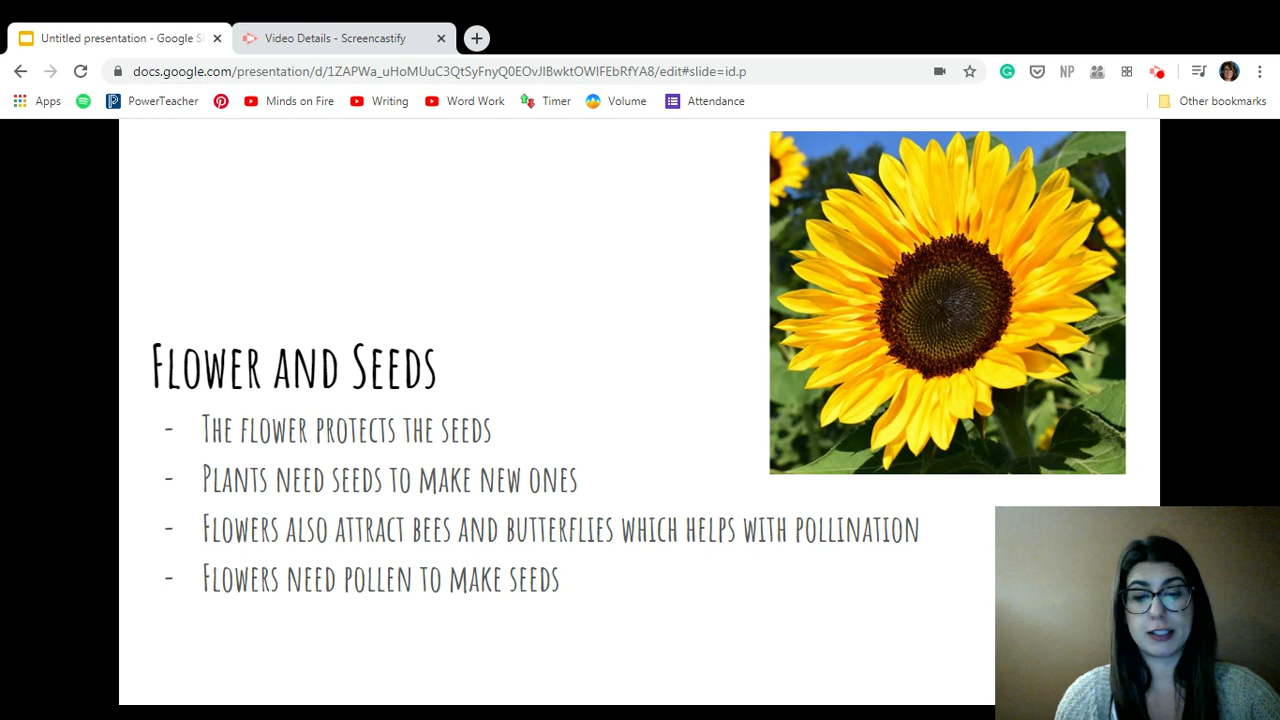 Untitled presentation - Google S
Video Details - Screencastify
docs.google.com/presentation/d/1ZAPWa_uHoMUuC3QtSyFnyQ0EOvJIBwktOWIFEbRfYA8/edit#slide=id.p
NP
Apps
PowerTeacher
Minds on Fire
Writing
Word Work
Timer
Volume
Attendance
Other bookmarks
Flower and Seeds
- The flower protects the seeds
- Plants need seeds to make new ones
- Flowers also attract bees and butterflies which helps with pollination
- Flowers need pollen to make seeds